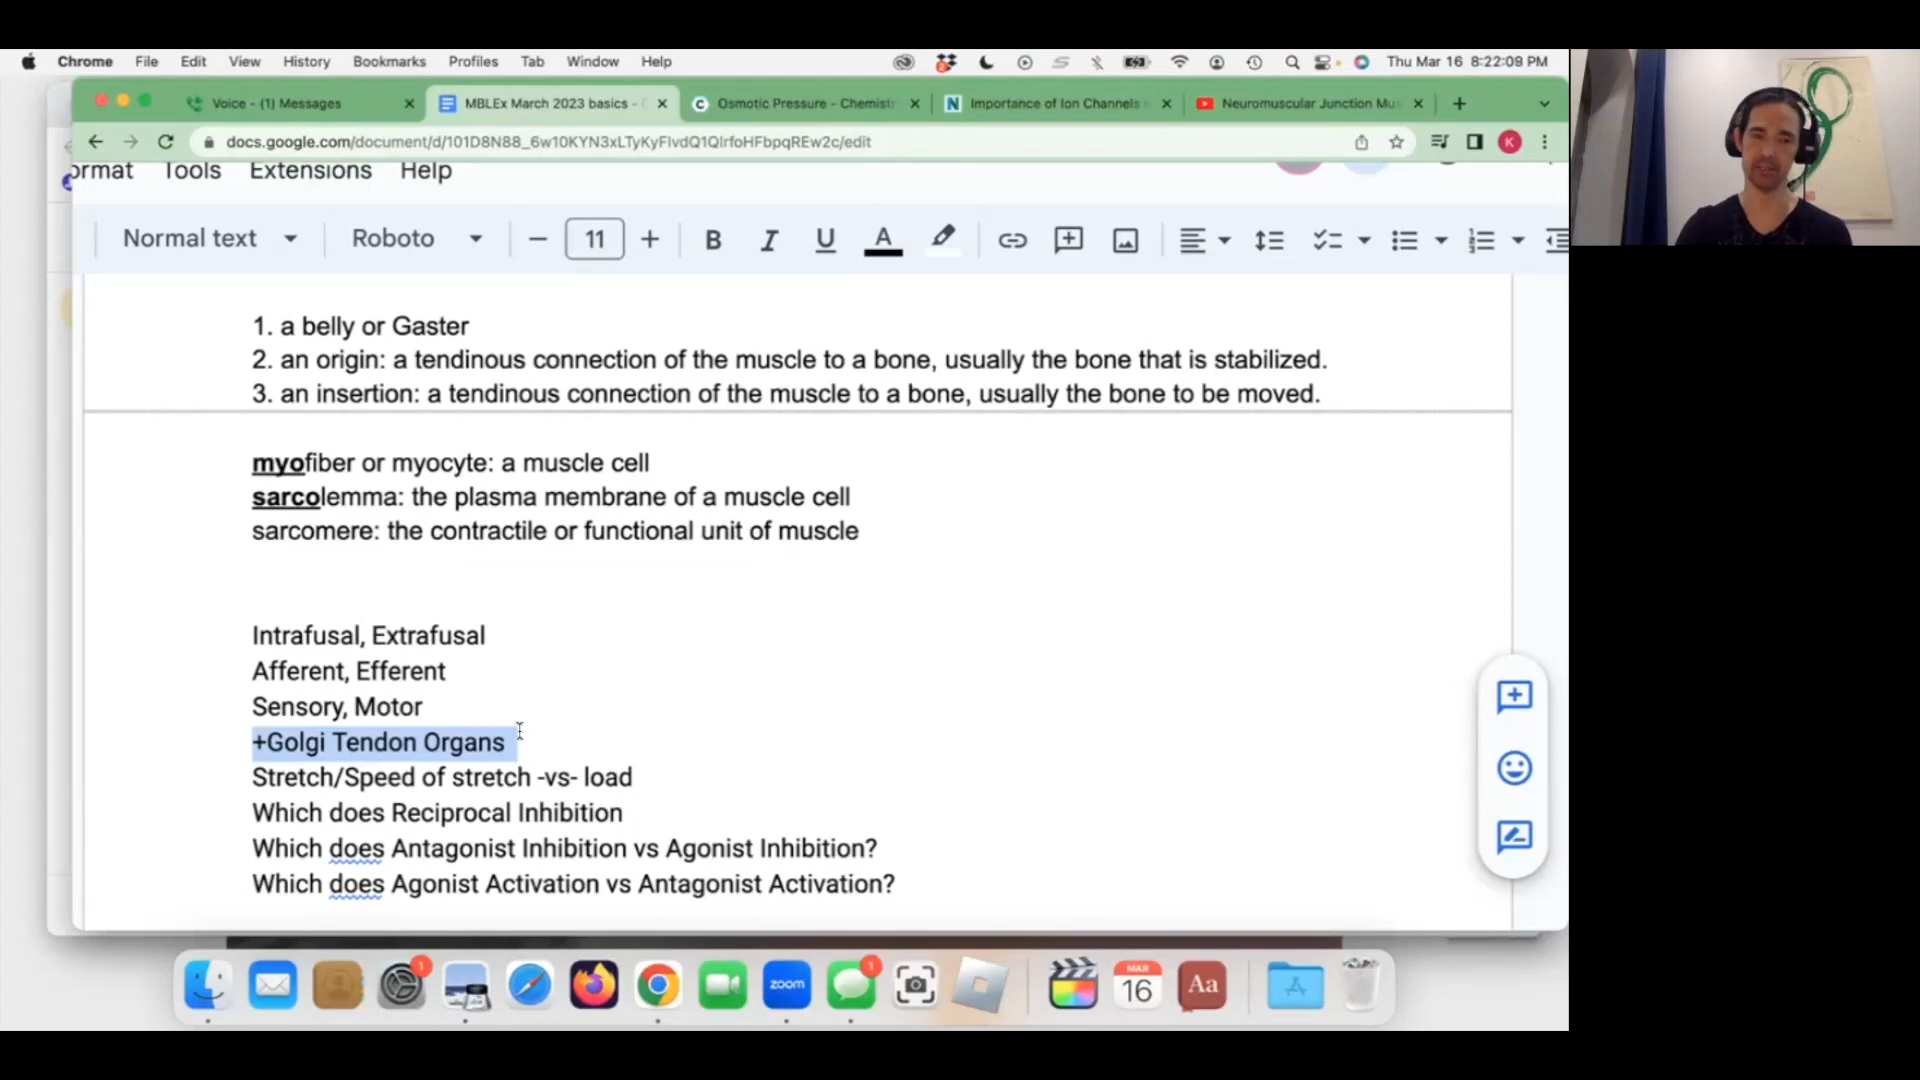 Chrome File Edit View History Bookmarks Profiles Tab Window Help Thu Mar 16 8:22:09 PM
Voice - (1) Messages MBLEx March 2023 basics - Osmotic Pressure - Chemist Importance of Ion Channels Neuromuscular Junction Mus
docs.google.com/document/d/101D8N88_6w10KYN3xLTyKyFIvdQ1QIrfoHFbpqREw2c/edit K
ormat Tools Extensions Help
Normal text Roboto 11 B I U A
1. a belly or Gaster
2. an origin: a tendinous connection of the muscle to a bone, usually the bone that is stabilized.
3. an insertion: a tendinous connection of the muscle to a bone, usually the bone to be moved.
myofiber or myocyte: a muscle cell
sarcolemma: the plasma membrane of a muscle cell
sarcomere: the contractile or functional unit of muscle
Intrafusal, Extrafusal
Afferent, Efferent
Sensory, Motor
+Golgi Tendon Organs
Stretch/Speed of stretch -vs- load
Which does Reciprocal Inhibition
Which does Antagonist Inhibition vs Agonist Inhibition?
Which does Agonist Activation vs Antagonist Activation?
1 zoom 1 MAR 16 Aa